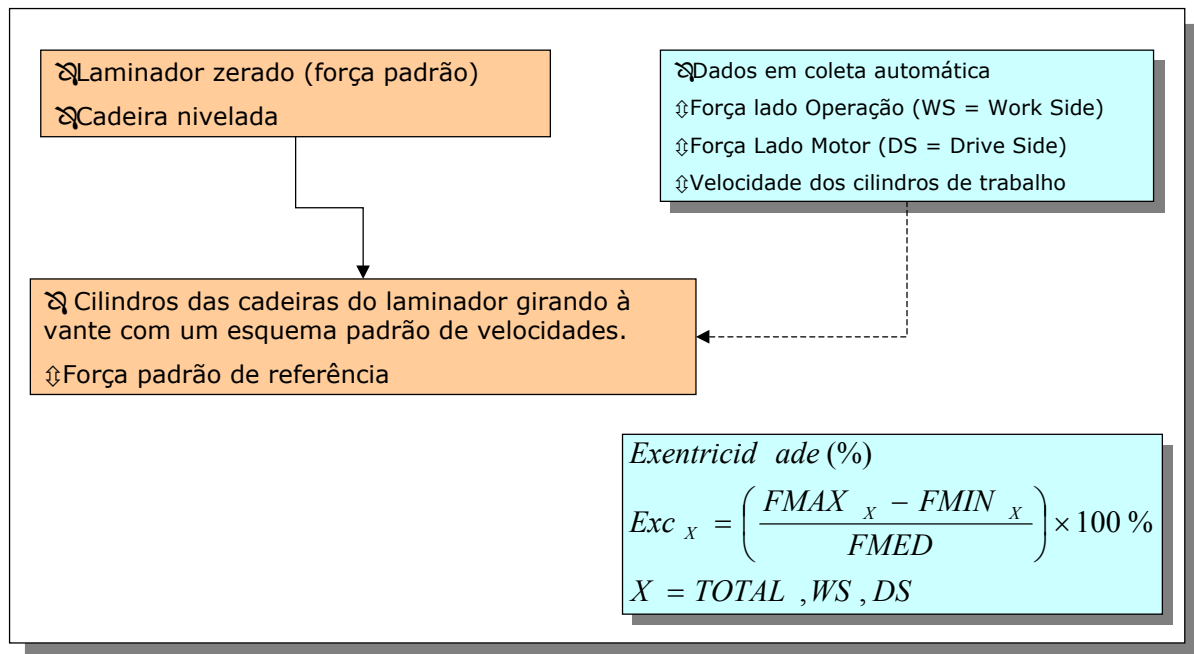 Laminador zerado (força padrão)
Cadeira nivelada
Dados em coleta automática
⇳Força lado Operação (WS = Work Side)
⇳Força Lado Motor (DS = Drive Side)
⇳Velocidade dos cilindros de trabalho
Cilindros das cadeiras do laminador girando à
vante com um esquema padrão de velocidades.
⇳Força padrão de referência
Exentricid ade (%)
Exc X = ( FMAX X − FMIN X / FMED ) × 100 %
X = TOTAL , WS , DS